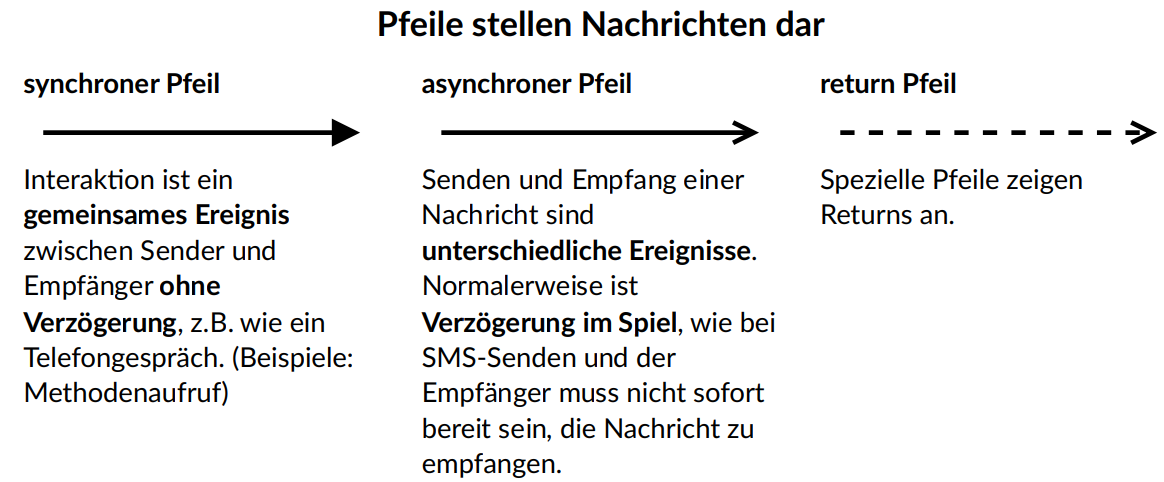 Pfeile stellen Nachrichten dar
synchroner Pfeil
Interaktion ist ein
gemeinsames Ereignis
zwischen Sender und
Empfänger ohne
Verzögerung, z.B. wie ein
Telefongespräch. (Beispiele:
Methodenaufruf)
asynchroner Pfeil
Senden und Empfang einer
Nachricht sind
unterschiedliche Ereignisse.
Normalerweise ist
Verzögerung im Spiel, wie bei
SMS-Senden und der
Empfänger muss nicht sofort
bereit sein, die Nachricht zu
empfangen.
return Pfeil
Spezielle Pfeile zeigen
Returns an.